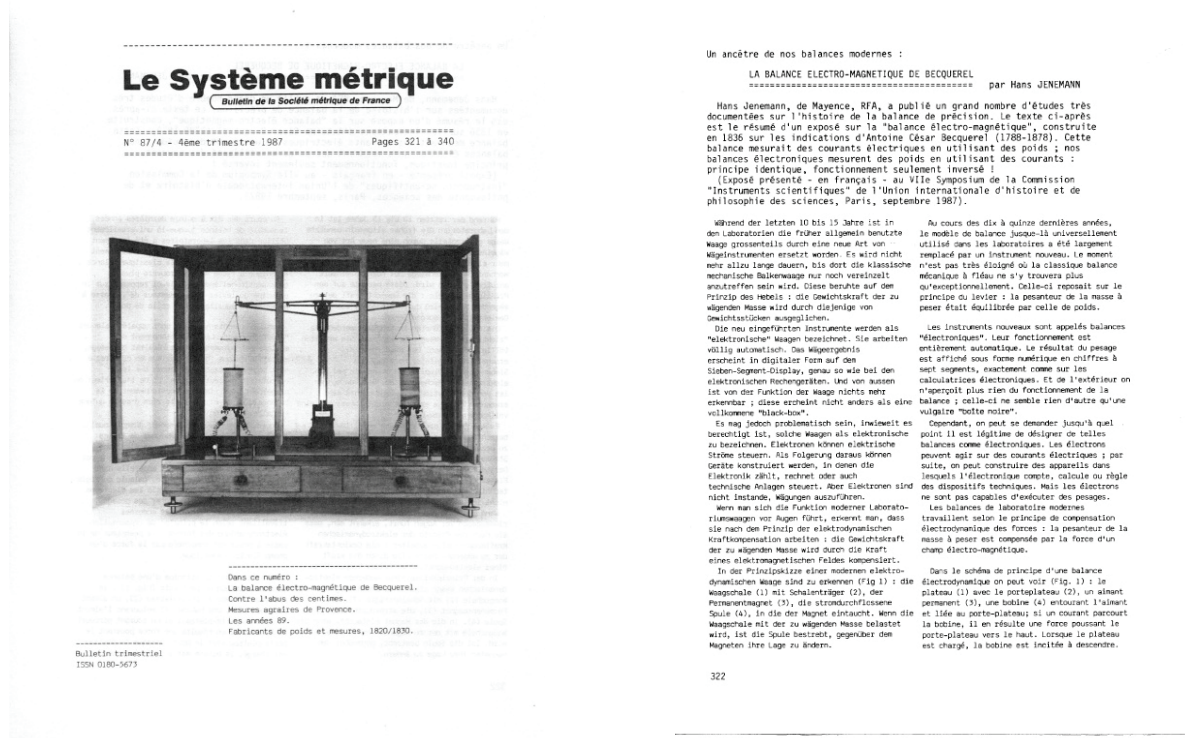 Le Système métrique
Bulletin de la Société métrique de France
N° 87/4 - 4ème trimestre 1987 Pages 321 à 340
Dans ce numéro :
La balance électro-magnétique de Becquerel.
Contre l'abus des centimes.
Mesures agraires de Provence.
Les années 89.
Fabricants de poids et mesures, 1820/1830.
Bulletin trimestriel
ISSN 0180-5673
Un ancêtre de nos balances modernes :
LA BALANCE ELECTRO-MAGNETIQUE DE BECQUEREL
par Hans JENEMANN
Hans Jenemann, de Mayence, RFA, a publié un grand nombre d'études très
documentées sur l'histoire de la balance de précision. Le texte ci-après
est le résumé d'un exposé sur la "balance électro-magnétique", construite
en 1836 sur les indications d'Antoine César Becquerel (1788-1878). Cette
balance mesurait des courants électriques en utilisant des poids ; nos
balances électroniques mesurent des poids en utilisant des courants :
principe identique, fonctionnement seulement inversé !
(Exposé présenté - en français - au VIIe Symposium de la Commission
"Instruments scientifiques" de l'Union internationale d'histoire et de
philosophie des sciences, Paris, septembre 1987).
Während der letzten 10 bis 15 Jahre ist in
den Laboratorien die früher allgemein benutzte
Waage grossenteils durch eine neue Art von
Wägeinstrumenten ersetzt worden. Es wird nicht
mehr allzu lange dauern, bis dort die klassische
mechanische Balkenwaage nur noch vereinzelt
anzutreffen sein wird. Diese beruhte auf dem
Prinzip des Hebels : die Gewichtskraft der zu
wägenden Masse wird durch diejenige von
Gewichtsstücken ausgeglichen.
Die neu eingeführten Instrumente werden als
"elektronische" Waagen bezeichnet. Sie arbeiten
völlig automatisch. Das Wägeergebnis
erscheint in digitaler Form auf dem
Sieben-Segment-Display, genau so wie bei den
elektronischen Rechengeräten. Und von aussen
ist von der Funktion der Waage nichts mehr
erkennbar ; diese ercheint nicht anders als eine
vollkommene "black-box".
Es mag jedoch problematisch sein, inwieweit es
berechtigt ist, solche Waagen als elektronische
zu bezeichnen. Elektronen können elektrische
Ströme steuern. Als Folgerung daraus können
Geräte konstruiert werden, in denen die
Elektronik zählt, rechnet oder auch
technische Anlagen steuert. Aber Elektronen sind
nicht instande, Wägungen auszuführen.
Wenn man sich die Funktion moderner Laborato-
riumswaagen vor Augen führt, erkennt man, dass
sie nach dem Prinzip der elektrodynamischen
Kraftkompensation arbeiten : die Gewichtskraft
der zu wägenden Masse wird durch die Kraft
eines elektromagnetischen Feldes kompensiert.
In der Prinzipskizze einer modernen elektro-
dynamischen Waage sind zu erkennen (Fig 1) : die
Waagschale (1) mit Schalenträger (2), der
Permanentmagnet (3), die stromdurchflossene
Spule (4), in die der Magnet eintaucht. Wenn die
Waagschale mit der zu wägenden Masse belastet
wird, ist die Spule bestrebt, gegenüber dem
Magneten ihre Lage zu ändern.
Au cours des dix à quinze dernières années,
le modèle de balance jusque-là universellement
utilisé dans les laboratoires a été largement
remplacé par un instrument nouveau. Le moment
n'est pas très éloigné où la classique balance
mécanique à fléau ne s'y trouvera plus
qu'exceptionnellement. Celle-ci reposait sur le
principe du levier : la pesanteur de la masse à
peser était équilibrée par celle de poids.
Les instruments nouveaux sont appelés balances
"électroniques". Leur fonctionnement est
entièrement automatique. Le résultat du pesage
est affiché sous forme numérique en chiffres à
sept segments, exactement comme sur les
calculatrices électroniques. Et de l'extérieur on
n'aperçoit plus rien du fonctionnement de la
balance ; celle-ci ne semble rien d'autre qu'une
vulgaire "boîte noire".
Cependant, on peut se demander jusqu'à quel
point il est légitime de désigner de telles
balances comme électroniques. Les électrons
peuvent agir sur des courants électriques ; par
suite, on peut construire des appareils dans
lesquels l'électronique compte, calcule ou règle
des dispositifs techniques. Mais les électrons
ne sont pas capables d'exécuter des pesages.
Les balances de laboratoire modernes
travaillent selon le principe de compensation
électrodynamique des forces : la pesanteur de la
masse à peser est compensée par la force d'un
champ électro-magnétique.
Dans le schéma de principe d'une balance
électrodynamique on peut voir (Fig. 1) : le
plateau (1) avec le porteplateau (2), un aimant
permanent (3), une bobine (4) entourant l'aimant
et liée au porte-plateau; si un courant parcourt
la bobine, il en résulte une force poussant le
porte-plateau vers le haut. Lorsque le plateau
est chargé, la bobine est incitée à descendre.
322